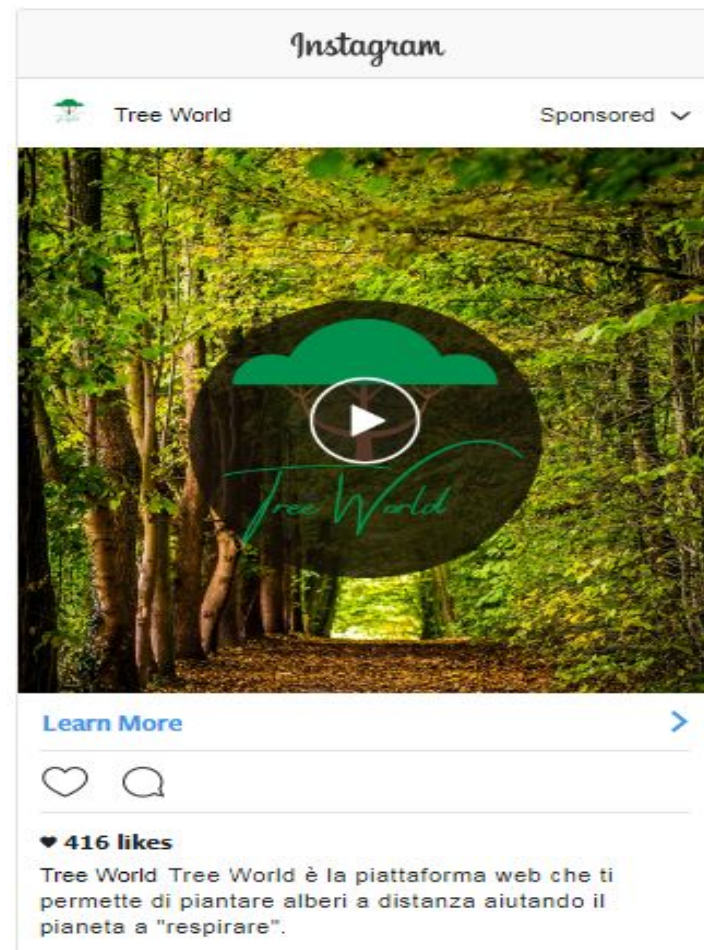 Instagram
Tree World
Sponsored
Tree World
Learn More
416 likes
Tree World Tree World è la piattaforma web che ti
permette di piantare alberi a distanza aiutando il
pianeta a "respirare".